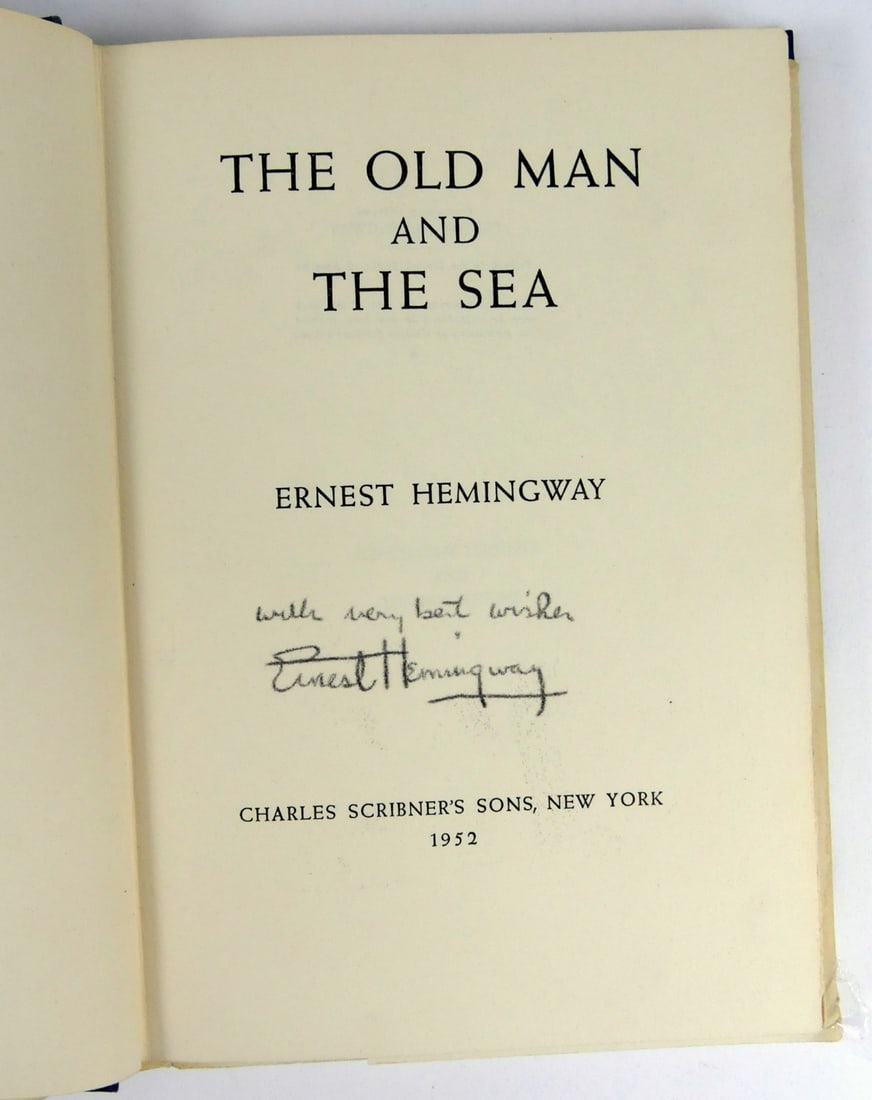 THE OLD MAN
AND
THE SEA
ERNEST HEMINGWAY
with very best wishes
Ernest Hemingway
CHARLES SCRIBNER'S SONS, NEW YORK
1952